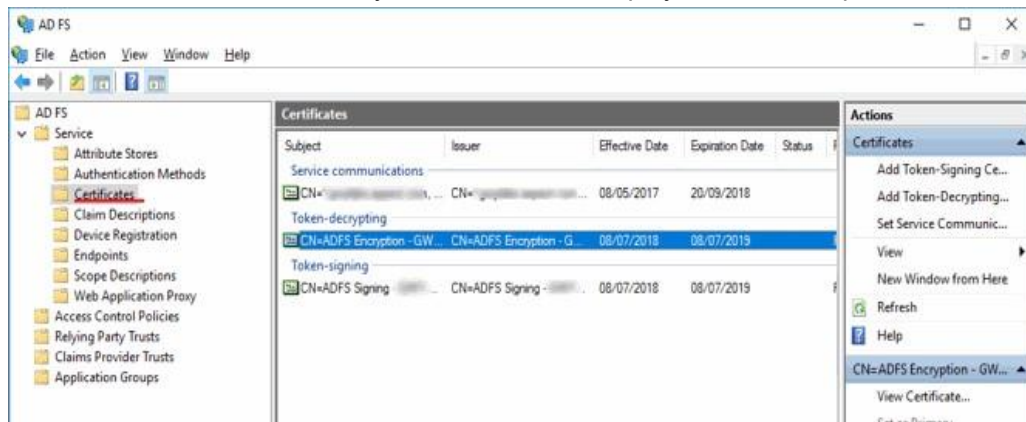 AD FS
File Action View Window Help
AD FS
Service
Attribute Stores
Authentication Methods
Certificates
Claim Descriptions
Device Registration
Endpoints
Scope Descriptions
Web Application Proxy
Access Control Policies
Relying Party Trusts
Claims Provider Trusts
Application Groups
Certificates
Subject Issuer Effective Date Expiration Date Status
Service communications
CN= ... CN= ... 08/05/2017 20/09/2018
Token-decrypting
CN=ADFS Encryption - GW... CN=ADFS Encryption - G... 08/07/2018 08/07/2019
Token-signing
CN=ADFS Signing ... CN=ADFS Signing - ... 08/07/2018 08/07/2019
Actions
Certificates
Add Token-Signing Ce...
Add Token-Decrypting...
Set Service Communic...
View
New Window from Here
Refresh
Help
CN=ADFS Encryption - GW...
View Certificate...